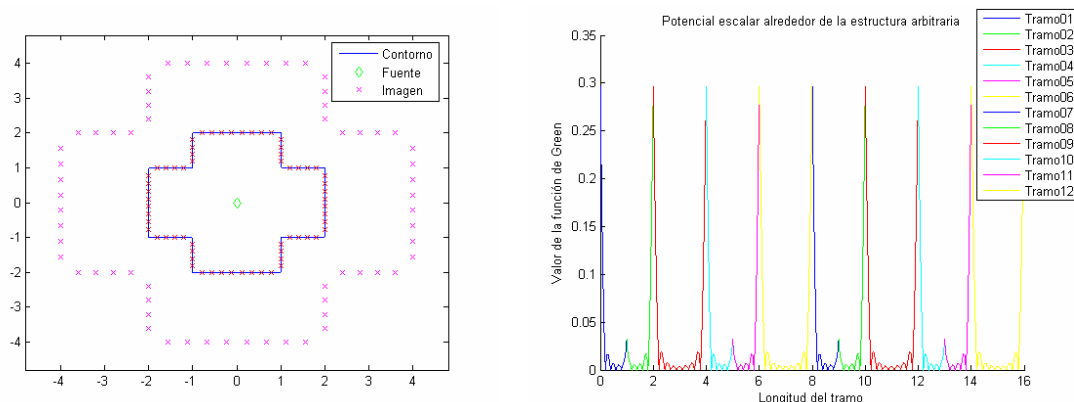 Contorno
Fuente
Imagen
4
3
2
1
0
-1
-2
-3
-4
-4
-3
-2
-1
0
1
2
3
4
Potencial escalar alrededor de la estructura arbitraria
Tramo01
Tramo02
Tramo03
Tramo04
Tramo05
Tramo06
Tramo07
Tramo08
Tramo09
Tramo10
Tramo11
Tramo12
Valor de la función de Green
0.35
0.3
0.25
0.2
0.15
0.1
0.05
0
0
2
4
6
8
10
12
14
16
Longitud del tramo